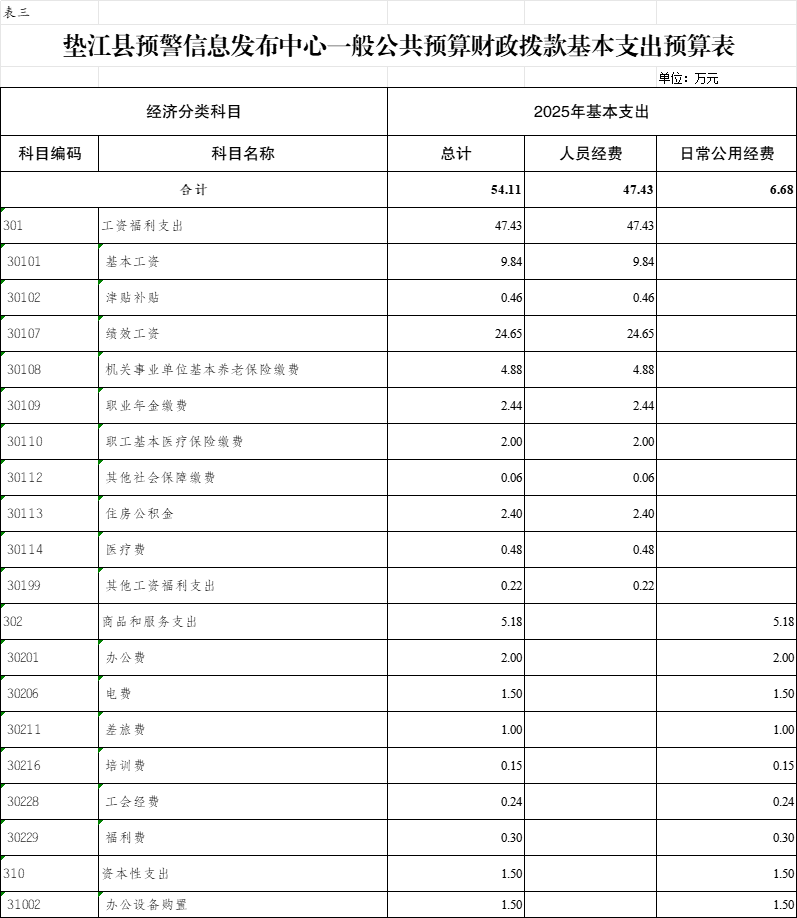 表三
垫江县预警信息发布中心一般公共预算财政拨款基本支出预算表
单位：万元
经济分类科目 2025年基本支出
科目编码 科目名称 总计 人员经费 日常公用经费
合计 54.11 47.43 6.68
301 工资福利支出 47.43 47.43
30101 基本工资 9.84 9.84
30102 津贴补贴 0.46 0.46
30107 绩效工资 24.65 24.65
30108 机关事业单位基本养老保险缴费 4.88 4.88
30109 职业年金缴费 2.44 2.44
30110 职工基本医疗保险缴费 2.00 2.00
30112 其他社会保障缴费 0.06 0.06
30113 住房公积金 2.40 2.40
30114 医疗费 0.48 0.48
30199 其他工资福利支出 0.22 0.22
302 商品和服务支出 5.18 5.18
30201 办公费 2.00 2.00
30206 电费 1.50 1.50
30211 差旅费 1.00 1.00
30216 培训费 0.15 0.15
30228 工会经费 0.24 0.24
30229 福利费 0.30 0.30
310 资本性支出 1.50 1.50
31002 办公设备购置 1.50 1.50